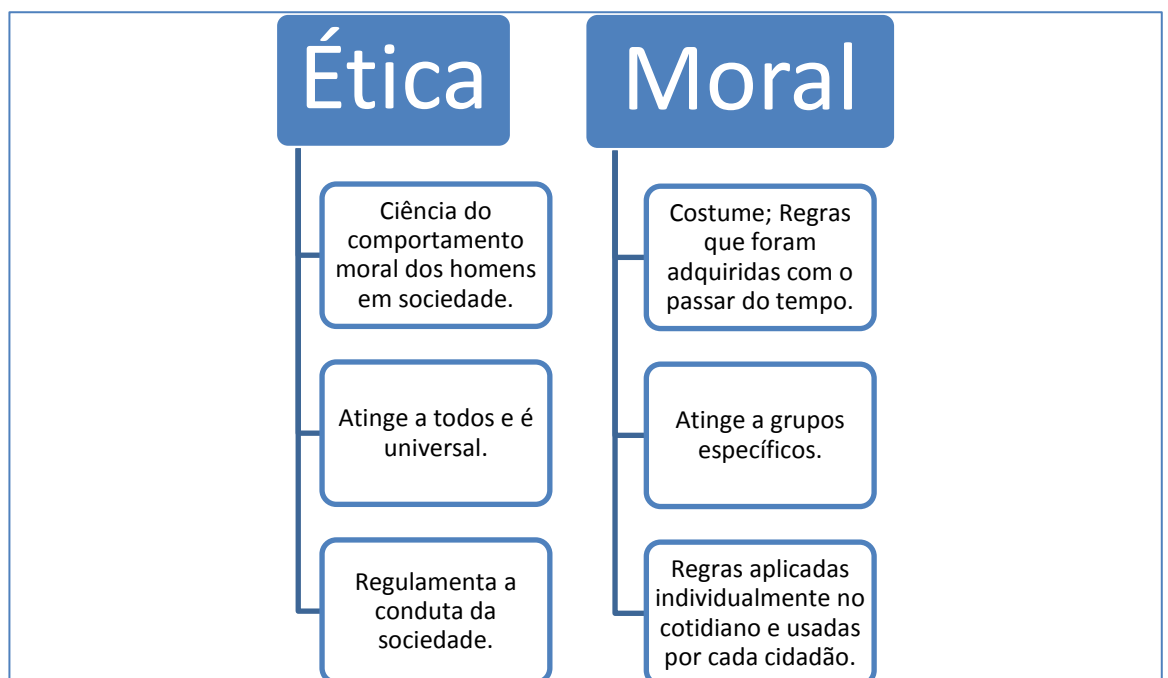 Ética
Ciência do
comportamento
moral dos homens
em sociedade.
Atinge a todos e é
universal.
Regulamenta a
conduta da
sociedade.
Moral
Costume; Regras
que foram
adquiridas com o
passar do tempo.
Atinge a grupos
específicos.
Regras aplicadas
individualmente no
cotidiano e usadas
por cada cidadão.